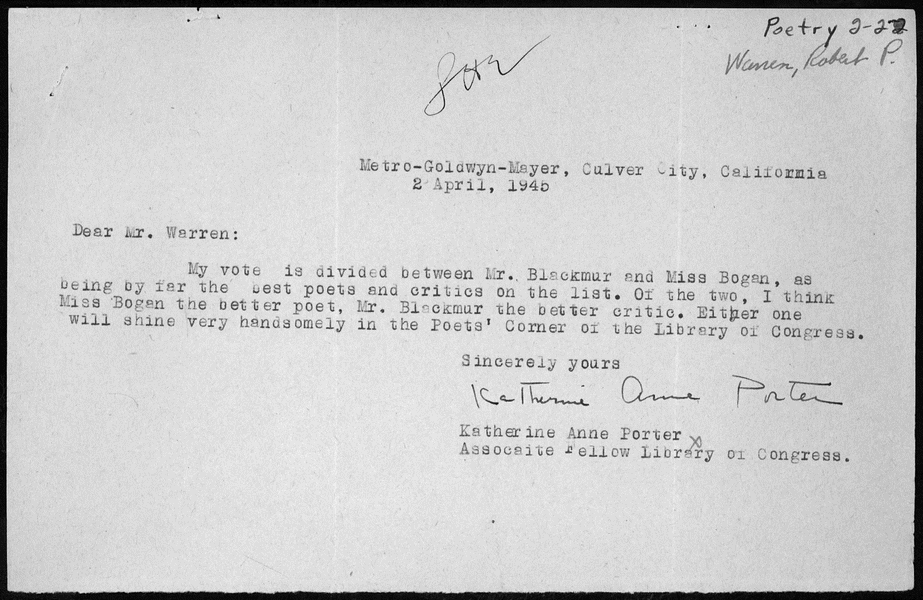 Poetry 2-22
Warren, Robert P.
Metro-Goldwyn-Mayer, Culver City, California
2 April, 1945
Dear Mr. Warren:
My vote is divided between Mr. Blackmur and Miss Bogan, as
being by far the best poets and critics on the list. Of the two, I think
Miss Bogan the better poet, Mr. Blackmur the better critic. Either one
will shine very handsomely in the Poets' Corner of the Library of Congress.
Sincerely yours
Katherine Anne Porter
Katherine Anne Porter
Assocaite Fellow Library of Congress.